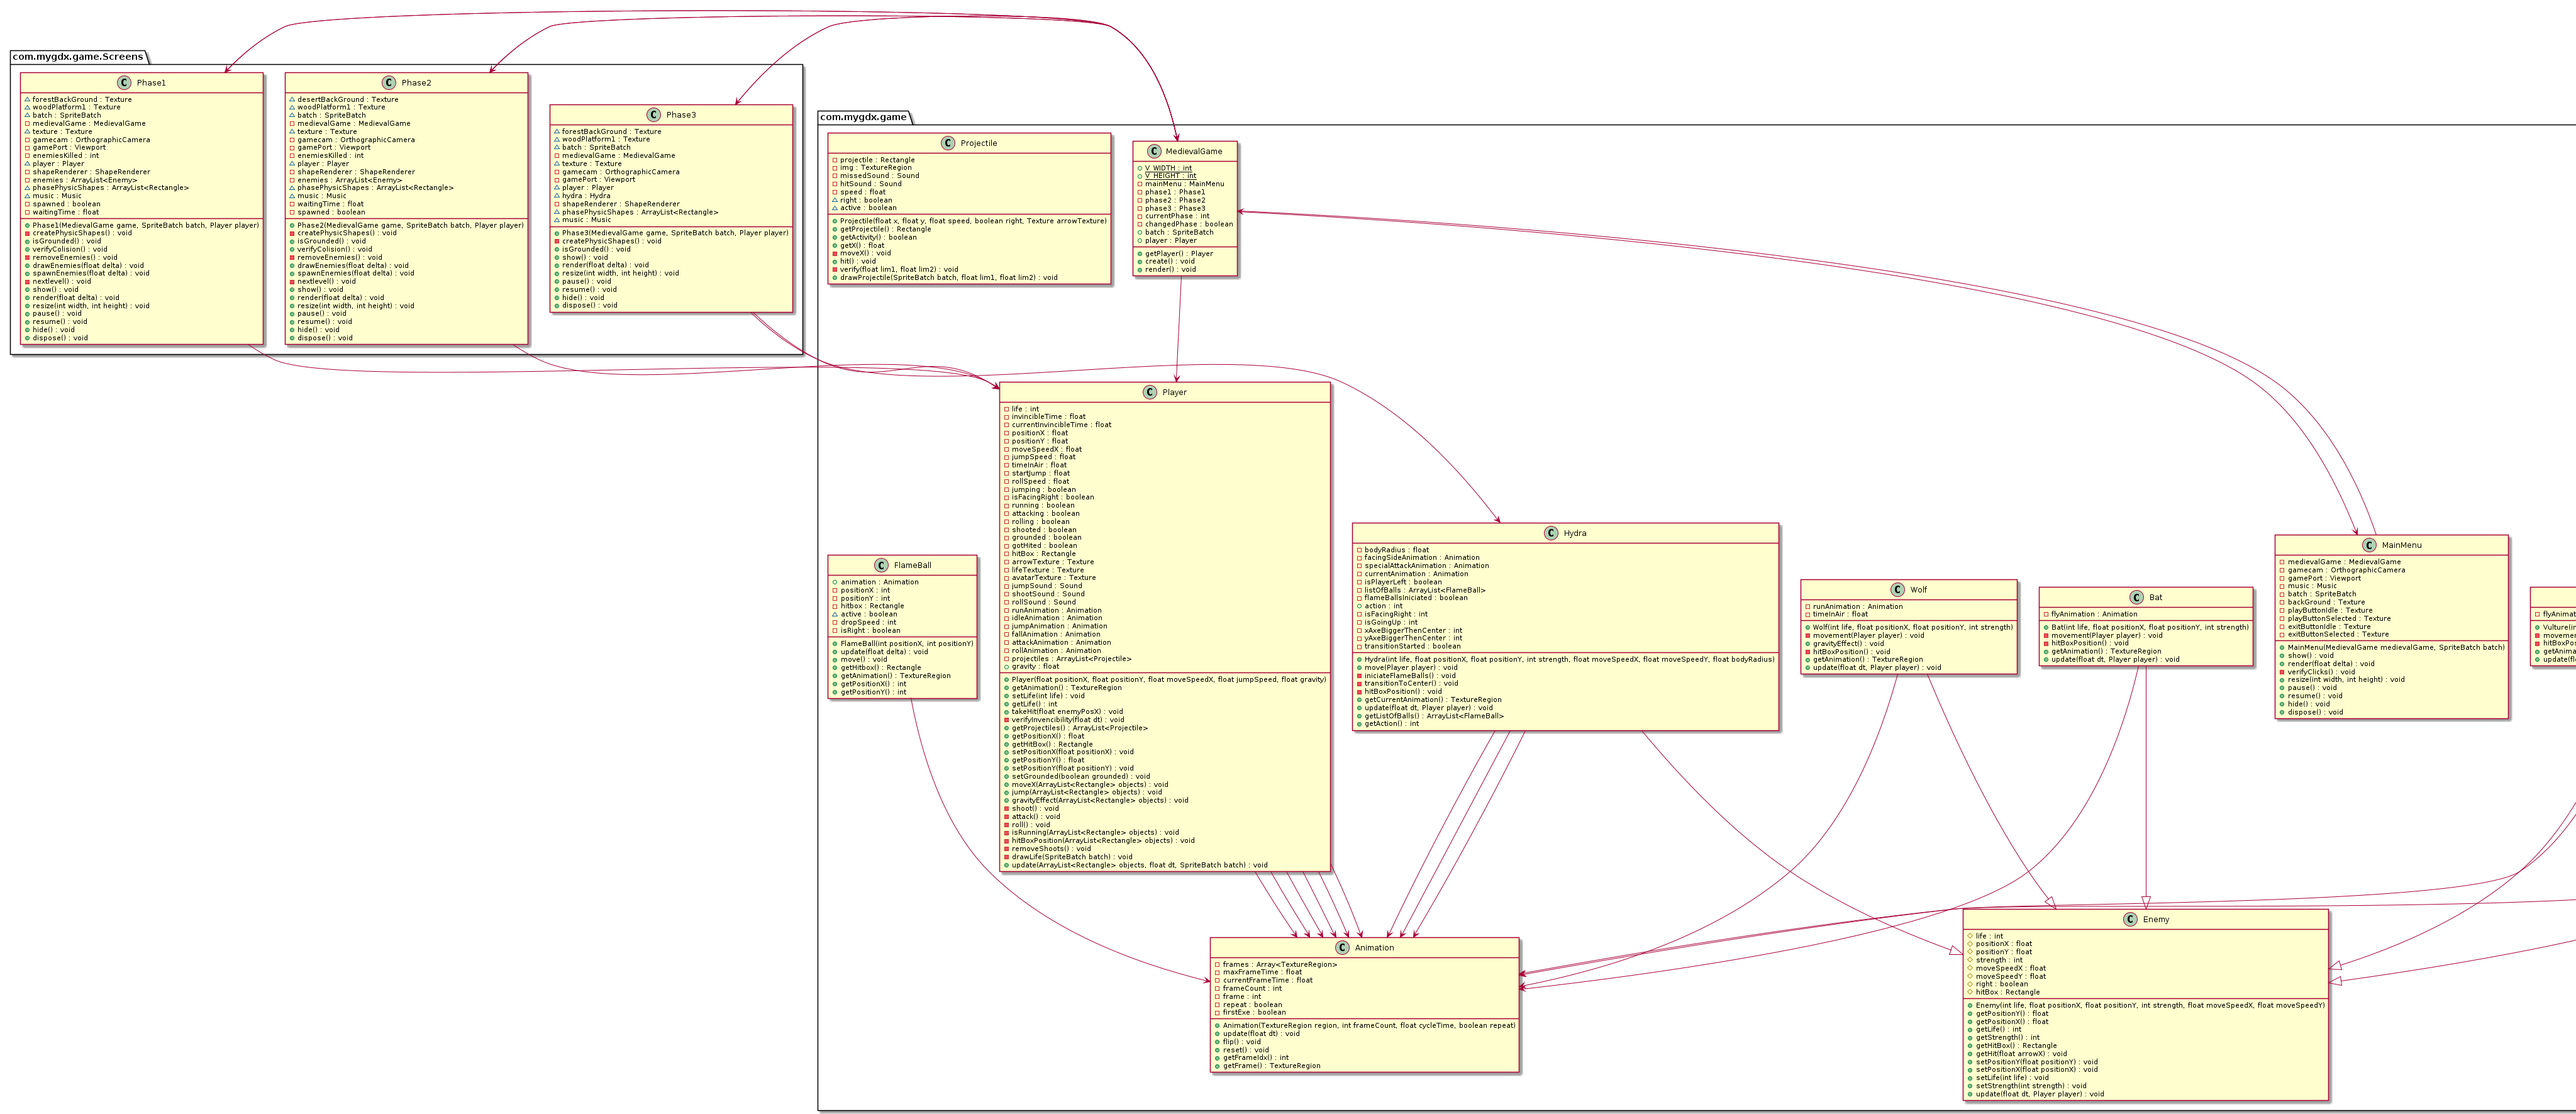 com.mygdx.game.Screens
C Phase1
forestBackGround : Texture
woodPlatform1 : Texture
batch : SpriteBatch
medievalGame : MedievalGame
texture : Texture
gamecam : OrthographicCamera
gamePort : Viewport
enemiesKilled : int
player : Player
shapeRenderer : ShapeRenderer
enemies : ArrayList<Enemy>
phasePhysicShapes : ArrayList<Rectangle>
music : Music
spawned : boolean
waitingTime : float
Phase1(MedievalGame game, SpriteBatch batch, Player player)
createPhysicShapes() : void
isGrounded() : void
verifyColision() : void
removeEnemies() : void
drawEnemies(float delta) : void
spawnEnemies(float delta) : void
nextlevel() : void
show() : void
render(float delta) : void
resize(int width, int height) : void
pause() : void
resume() : void
hide() : void
dispose() : void
C Phase2
desertBackGround : Texture
woodPlatform1 : Texture
batch : SpriteBatch
medievalGame : MedievalGame
texture : Texture
gamecam : OrthographicCamera
gamePort : Viewport
enemiesKilled : int
player : Player
shapeRenderer : ShapeRenderer
enemies : ArrayList<Enemy>
phasePhysicShapes : ArrayList<Rectangle>
music : Music
waitingTime : float
spawned : boolean
Phase2(MedievalGame game, SpriteBatch batch, Player player)
createPhysicShapes() : void
isGrounded() : void
verifyColision() : void
removeEnemies() : void
drawEnemies(float delta) : void
spawnEnemies(float delta) : void
nextlevel() : void
show() : void
render(float delta) : void
resize(int width, int height) : void
pause() : void
resume() : void
hide() : void
dispose() : void
C Phase3
forestBackGround : Texture
woodPlatform1 : Texture
batch : SpriteBatch
medievalGame : MedievalGame
texture : Texture
gamecam : OrthographicCamera
gamePort : Viewport
player : Player
hydra : Hydra
shapeRenderer : ShapeRenderer
phasePhysicShapes : ArrayList<Rectangle>
music : Music
Phase3(MedievalGame game, SpriteBatch batch, Player player)
createPhysicShapes() : void
isGrounded() : void
show() : void
render(float delta) : void
resize(int width, int height) : void
pause() : void
resume() : void
hide() : void
dispose() : void
com.mygdx.game
C Projectile
projectile : Rectangle
img : TextureRegion
missedSound : Sound
hitSound : Sound
speed : float
right : boolean
active : boolean
Projectile(float x, float y, float speed, boolean right, Texture arrowTexture)
getProjectile() : Rectangle
getActivity() : boolean
getX() : float
moveX() : void
hit() : void
verify(float lim1, float lim2) : void
drawProjectile(SpriteBatch batch, float lim1, float lim2) : void
C MedievalGame
V_WIDTH : int
V_HEIGHT : int
mainMenu : MainMenu
phase1 : Phase1
phase2 : Phase2
phase3 : Phase3
currentPhase : int
changedPhase : boolean
batch : SpriteBatch
player : Player
getPlayer() : Player
create() : void
render() : void
C Player
life : int
invincibleTime : float
currentInvincibleTime : float
positionX : float
positionY : float
moveSpeedX : float
jumpSpeed : float
timeInAir : float
startJump : float
rollSpeed : float
jumping : boolean
isFacingRight : boolean
running : boolean
attacking : boolean
rolling : boolean
shooted : boolean
grounded : boolean
gotHited : boolean
hitBox : Rectangle
arrowTexture : Texture
lifeTexture : Texture
avatarTexture : Texture
jumpSound : Sound
shootSound : Sound
rollSound : Sound
runAnimation : Animation
idleAnimation : Animation
jumpAnimation : Animation
fallAnimation : Animation
attackAnimation : Animation
rollAnimation : Animation
projectiles : ArrayList<Projectile>
gravity : float
Player(float positionX, float positionY, float moveSpeedX, float jumpSpeed, float gravity)
getAnimation() : TextureRegion
setLife(int life) : void
getLife() : int
takeHit(float enemyPosX) : void
verifyInvencibility(float dt) : void
getProjectiles() : ArrayList<Projectile>
getPositionX() : float
getHitBox() : Rectangle
setPositionX(float positionX) : void
getPositionY() : float
setPositionY(float positionY) : void
setGrounded(boolean grounded) : void
moveX(ArrayList<Rectangle> objects) : void
jump(ArrayList<Rectangle> objects) : void
gravityEffect(ArrayList<Rectangle> objects) : void
shoot() : void
attack() : void
roll() : void
isRunning(ArrayList<Rectangle> objects) : void
hitBoxPosition(ArrayList<Rectangle> objects) : void
removeShoots() : void
drawLife(SpriteBatch batch) : void
update(ArrayList<Rectangle> objects, float dt, SpriteBatch batch) : void
C Hydra
bodyRadius : float
facingSideAnimation : Animation
specialAttackAnimation : Animation
currentAnimation : Animation
isPlayerLeft : boolean
listOfBalls : ArrayList<FlameBall>
flameBallsIniciated : boolean
action : int
isFacingRight : int
isGoingUp : int
xAxeBiggerThenCenter : int
yAxeBiggerThenCenter : int
transitionStarted : boolean
Hydra(int life, float positionX, float positionY, int strength, float moveSpeedX, float moveSpeedY, float bodyRadius)
move(Player player) : void
iniciateFlameBalls() : void
transitionToCenter() : void
hitBoxPosition() : void
getCurrentAnimation() : TextureRegion
update(float dt, Player player) : void
getListOfBalls() : ArrayList<FlameBall>
getAction() : int
C MainMenu
medievalGame : MedievalGame
gamecam : OrthographicCamera
gamePort : Viewport
music : Music
batch : SpriteBatch
backGround : Texture
playButtonIdle : Texture
playButtonSelected : Texture
exitButtonIdle : Texture
exitButtonSelected : Texture
MainMenu(MedievalGame medievalGame, SpriteBatch batch)
show() : void
render(float delta) : void
verifyClicks() : void
resize(int width, int height) : void
pause() : void
resume() : void
hide() : void
dispose() : void
C FlameBall
animation : Animation
positionX : int
positionY : int
hitbox : Rectangle
active : boolean
dropSpeed : int
isRight : boolean
FlameBall(int positionX, int positionY)
update(float delta) : void
move() : void
getHitbox() : Rectangle
getAnimation() : TextureRegion
getPositionX() : int
getPositionY() : int
C Wolf
runAnimation : Animation
timeInAir : float
Wolf(int life, float positionX, float positionY, int strength)
movement(Player player) : void
gravityEffect() : void
hitBoxPosition() : void
getAnimation() : TextureRegion
update(float dt, Player player) : void
C Bat
flyAnimation : Animation
Bat(int life, float positionX, float positionY, int strength)
movement(Player player) : void
hitBoxPosition() : void
getAnimation() : TextureRegion
update(float dt, Player player) : void
C Enemy
life : int
positionX : float
positionY : float
strength : int
moveSpeedX : float
moveSpeedY : float
right : boolean
hitBox : Rectangle
Enemy(int life, float positionX, float positionY, int strength, float moveSpeedX, float moveSpeedY)
getPositionY() : float
getPositionX() : float
getLife() : int
getStrength() : int
getHitBox() : Rectangle
getHit(float arrowX) : void
setPositionY(float positionY) : void
setPositionX(float positionX) : void
setLife(int life) : void
setStrength(int strength) : void
update(float dt, Player player) : void
C Animation
frames : Array<TextureRegion>
maxFrameTime : float
currentFrameTime : float
frameCount : int
frame : int
repeat : boolean
firstExe : boolean
Animation(TextureRegion region, int frameCount, float cycleTime, boolean repeat)
update(float dt) : void
flip() : void
reset() : void
getFrameIdx() : int
getFrame() : TextureRegion